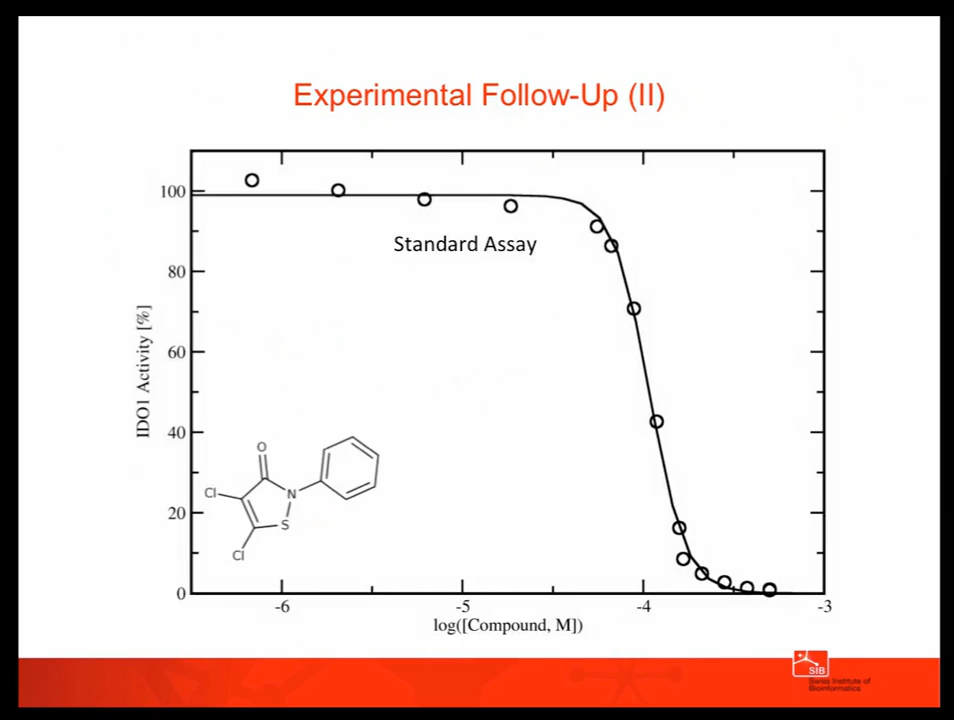 Experimental Follow-Up (II)
100
80
60
40
20
0
IDO1 Activity [%]
Standard Assay
O
Cl
N
S
Cl
-6
-5
-4
-3
log([Compound, M])
SIB
Swiss Institute of
Bioinformatics